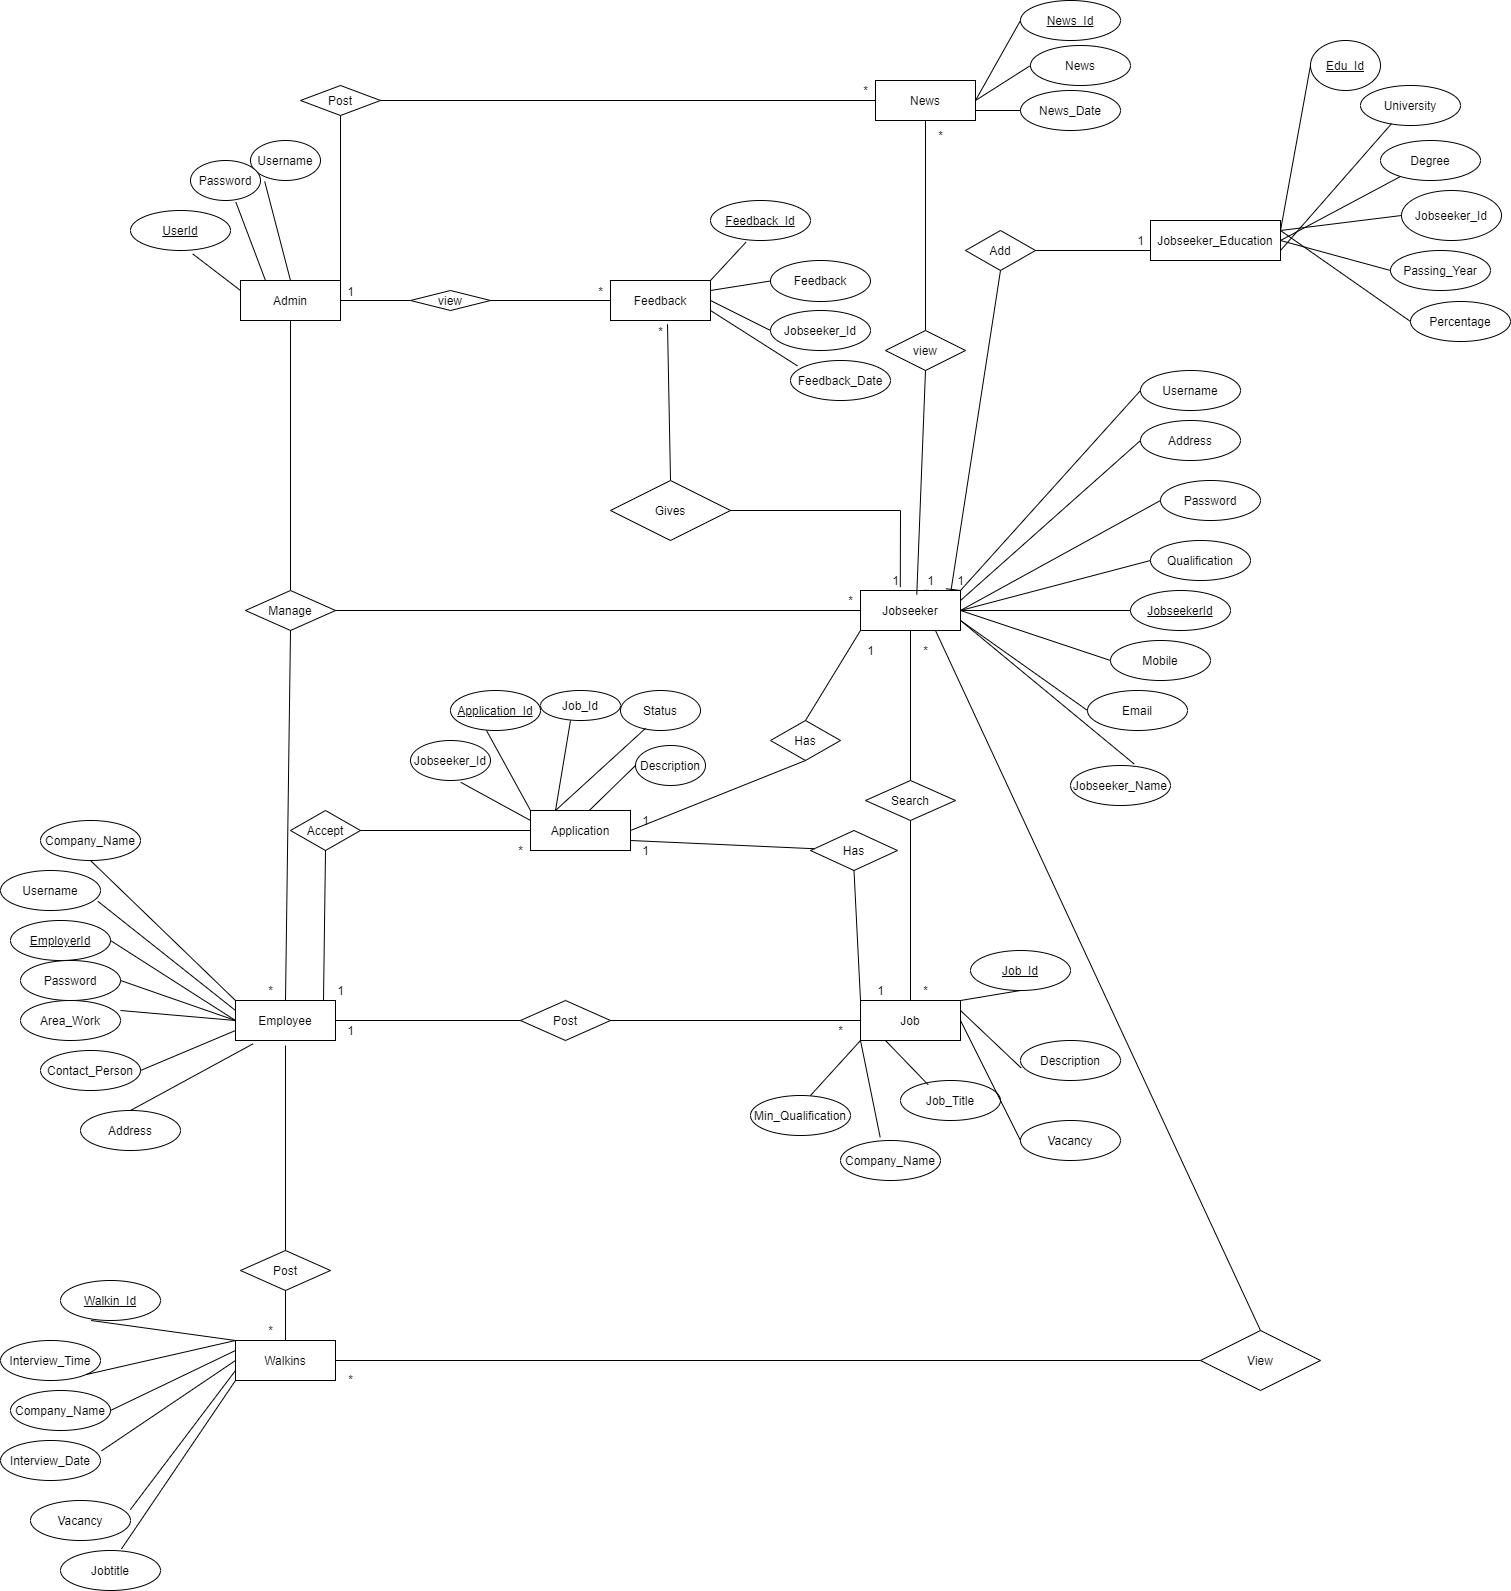 News_Id
News
News_Date
Post
*
News
*
Edu_Id
University
Degree
Jobseeker_Id
Passing_Year
Percentage
Jobseeker_Education
1
Add
Username
Password
UserId
Admin
1
view
*
Feedback
*
Feedback_Id
Feedback
Jobseeker_Id
Feedback_Date
view
Gives
Username
Address
Password
Qualification
JobseekerId
Mobile
Email
Jobseeker_Name
Manage
*
1
1
1
Jobseeker
1
*
Application_Id
Job_Id
Status
Jobseeker_Id
Description
Has
Search
Accept
Application
*
1
1
Has
Company_Name
Username
EmployerId
Password
Area_Work
Contact_Person
Address
*
1
Employee
1
Post
*
1
*
Job
Job_Id
Description
Vacancy
Job_Title
Min_Qualification
Company_Name
Post
*
Walkins
*
View
Walkin_Id
Interview_Time
Company_Name
Interview_Date
Vacancy
Jobtitle